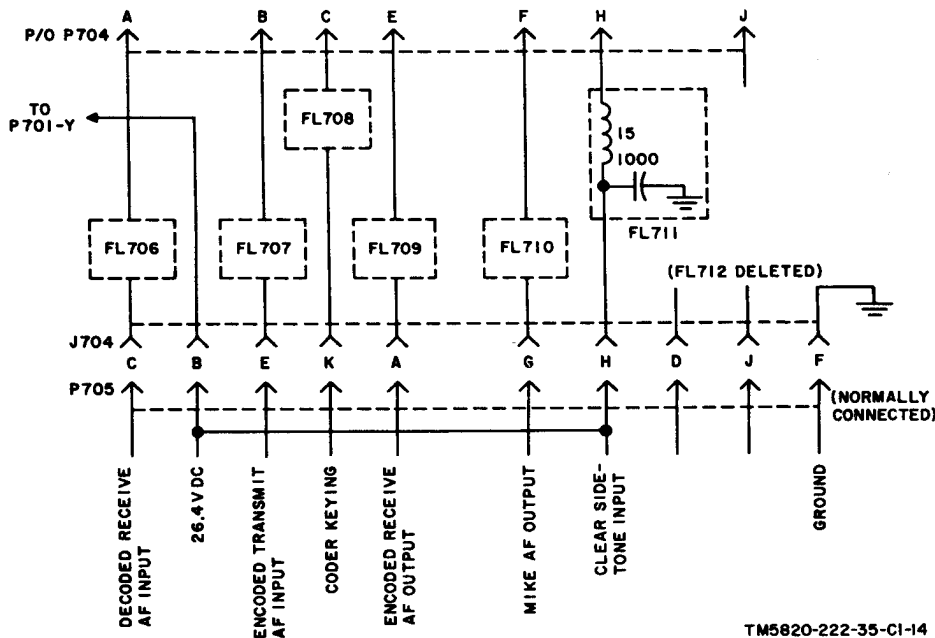 A B C E F H J
P/O P704
TO
P701-Y
FL708
15
1000
FL711
FL706
FL707
FL709
FL710
(FL712 DELETED)
J704
C B E K A G H D J F
P705
(NORMALLY
CONNECTED)
DECODED RECEIVE
AF INPUT
26.4VDC
ENCODED TRANSMIT
AF INPUT
CODER KEYING
ENCODED RECEIVE
AF OUTPUT
MIKE AF OUTPUT
CLEAR SIDE-
TONE INPUT
GROUND
TM5820-222-35-C1-14